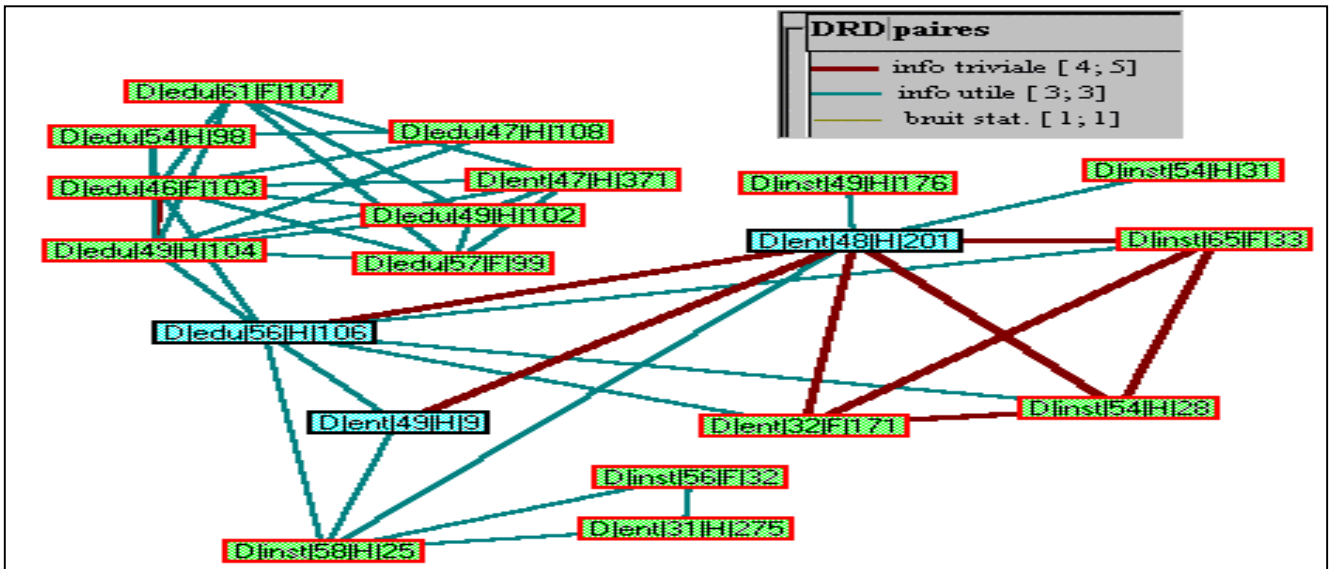 DRD paires
info triviale [ 4; 5]
info utile [ 3; 3]
bruit stat. [ 1; 1]
D|edu|61|F|107
D|edu|54|H|98
D|edu|47|H|108
D|edu|46|F|103
D|ent|47|H|371
D|edu|49|H|102
D|edu|49|H|104
D|edu|57|F|99
D|inst|49|H|176
D|inst|54|H|31
D|ent|48|H|201
D|inst|65|F|33
D|edu|56|H|106
D|ent|49|H|9
D|ent|32|F|171
D|inst|54|H|28
D|inst|56|F|32
D|ent|31|H|275
D|inst|58|H|25